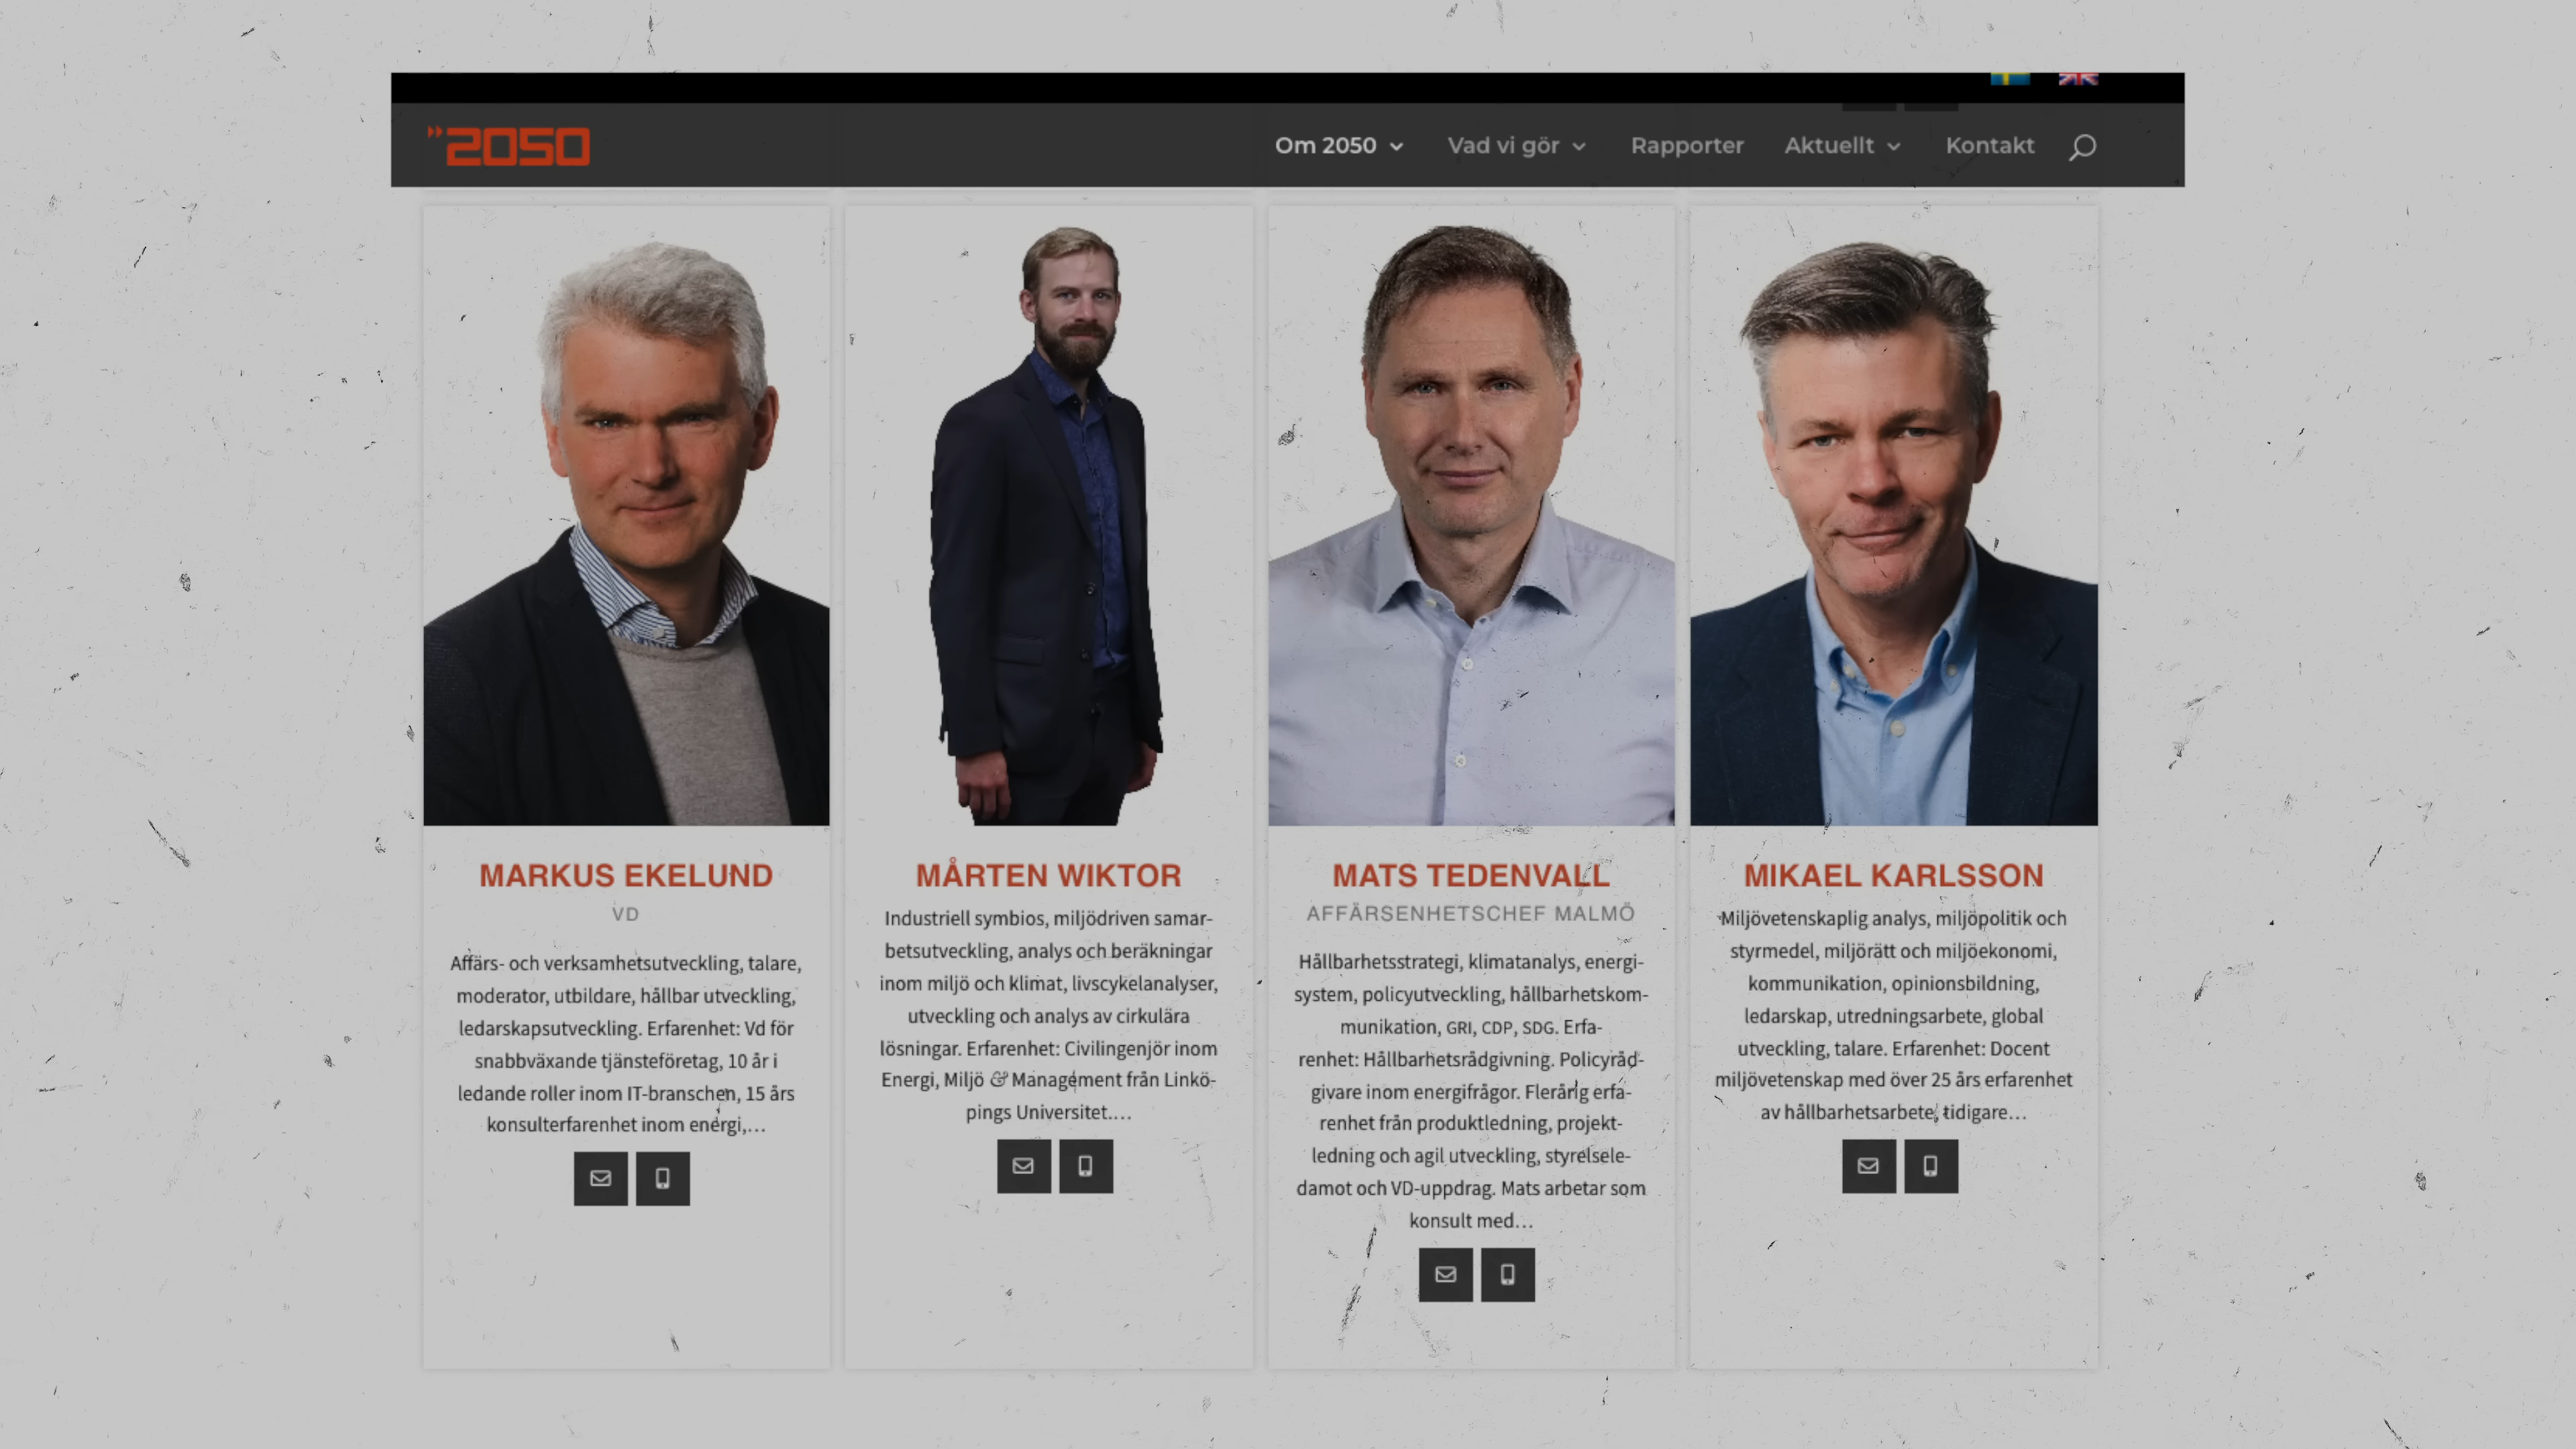 »2050
Om 2050
Vad vi gör
Rapporter
Aktuellt
Kontakt
MARKUS EKELUND
VD
Affärs- och verksamhetsutveckling, talare,
moderator, utbildare, hållbar utveckling,
ledarskapsutveckling. Erfarenhet: Vd för
snabbväxande tjänsteföretag, 10 år i
ledande roller inom IT-branschen, 15 års
konsulterfarenhet inom energi,...
MÅRTEN WIKTOR
Industriell symbios, miljödriven samar-
betsutveckling, analys och beräkningar
inom miljö och klimat, livscykelanalyser,
utveckling och analys av cirkulära
lösningar. Erfarenhet: Civilingenjör inom
Energi, Miljö & Management från Linkö-
pings Universitet....
MATS TEDENVALL
AFFÄRSENHETSCHEF MALMÖ
Hållbarhetsstrategi, klimatanalys, energi-
system, policyutveckling, hållbarhetskom-
munikation, GRI, CDP, SDG. Erfa-
renhet: Hållbarhetsrådgivning. Policyråd-
givare inom energifrågor. Flerårig erfa-
renhet från produktledning, projekt-
ledning och agil utveckling, styrelsele-
damot och VD-uppdrag. Mats arbetar som
konsult med...
MIKAEL KARLSSON
Miljövetenskaplig analys, miljöpolitik och
styrmedel, miljörätt och miljöekonomi,
kommunikation, opinionsbildning,
ledarskap, utredningsarbete, global
utveckling, talare. Erfarenhet: Docent
miljövetenskap med över 25 års erfarenhet
av hållbarhetsarbete, tidigare...